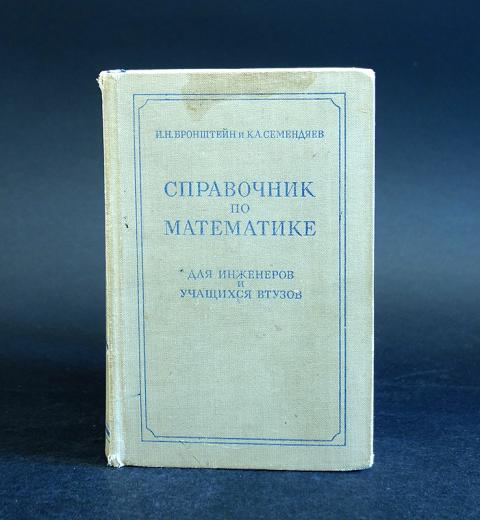 И.Н.БРОНШТЕЙН и К.А.СЕМЕНДЯЕВ
СПРАВОЧНИК
ПО
МАТЕМАТИКЕ
ДЛЯ ИНЖЕНЕРОВ
И
УЧАЩИХСЯ ВТУЗОВ